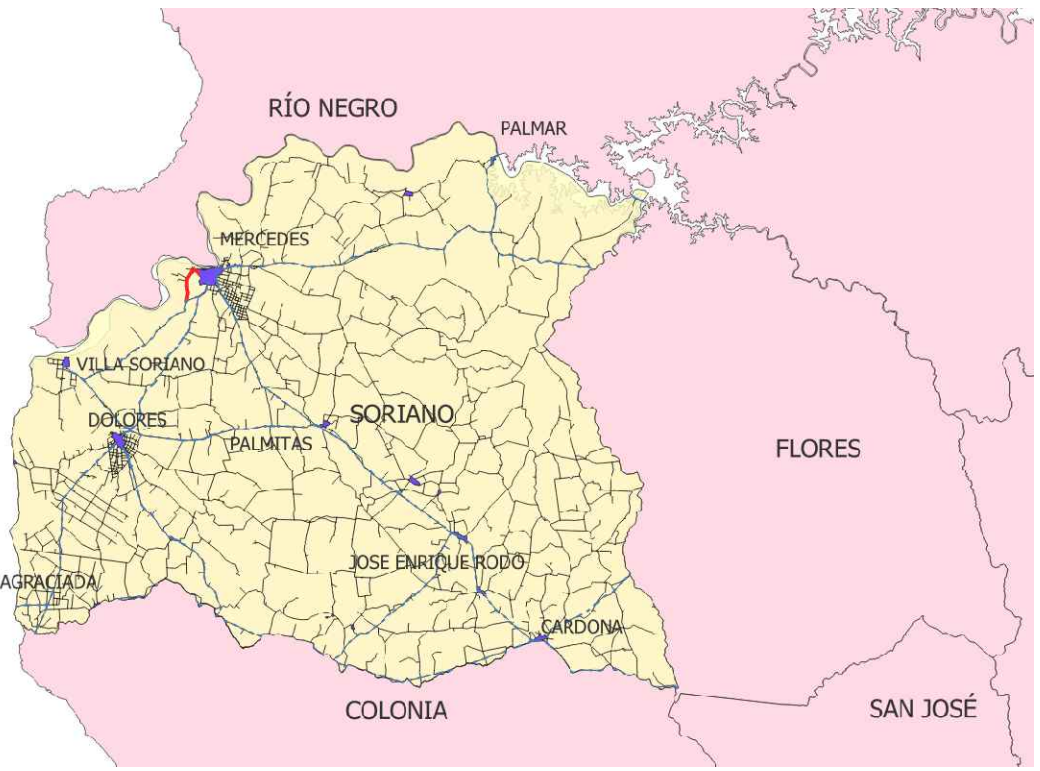 RÍO NEGRO
PALMAR
MERCEDES
VILLA SORIANO
SORIANO
DOLORES
PALMITAS
FLORES
JOSE ENRIQUE RODO
AGRACIADA
CARDONA
COLONIA
SAN JOSÉ